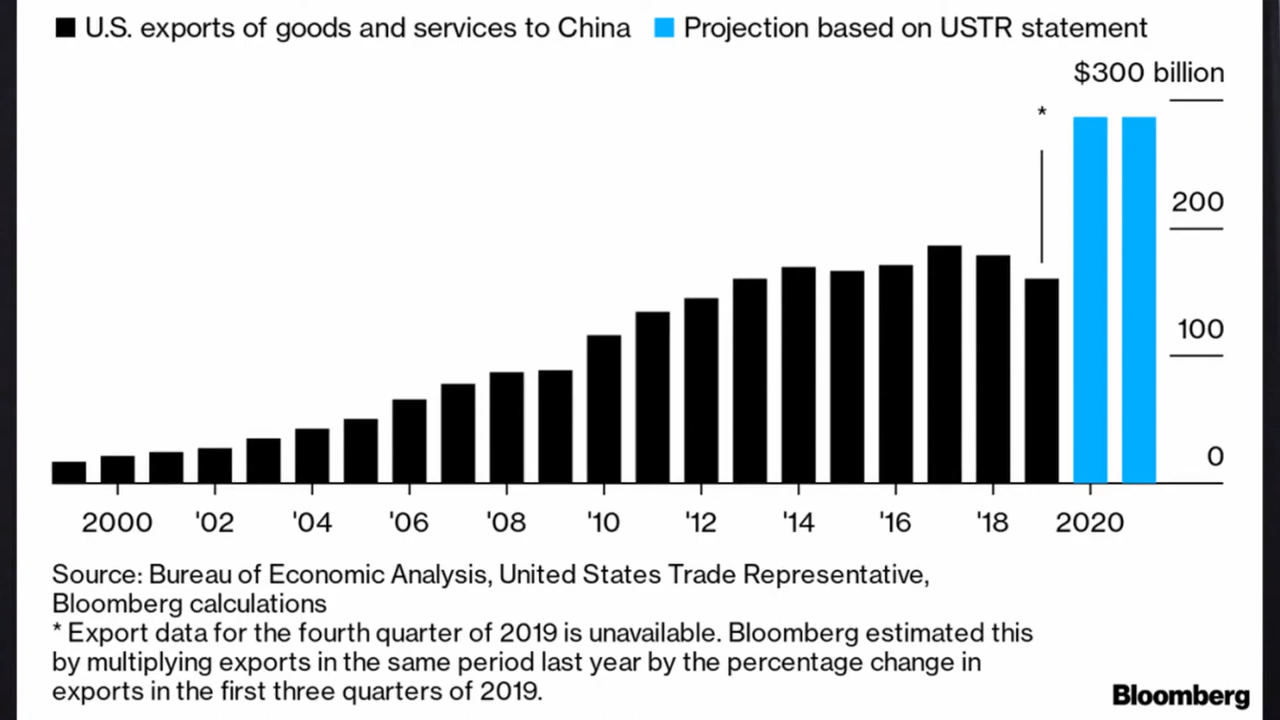 U.S. exports of goods and services to China Projection based on USTR statement
$300 billion
*
200
100
0
2000 '02 '04 '06 '08 '10 '12 '14 '16 '18 2020
Source: Bureau of Economic Analysis, United States Trade Representative,
Bloomberg calculations
* Export data for the fourth quarter of 2019 is unavailable. Bloomberg estimated this
by multiplying exports in the same period last year by the percentage change in
exports in the first three quarters of 2019.
Bloomberg